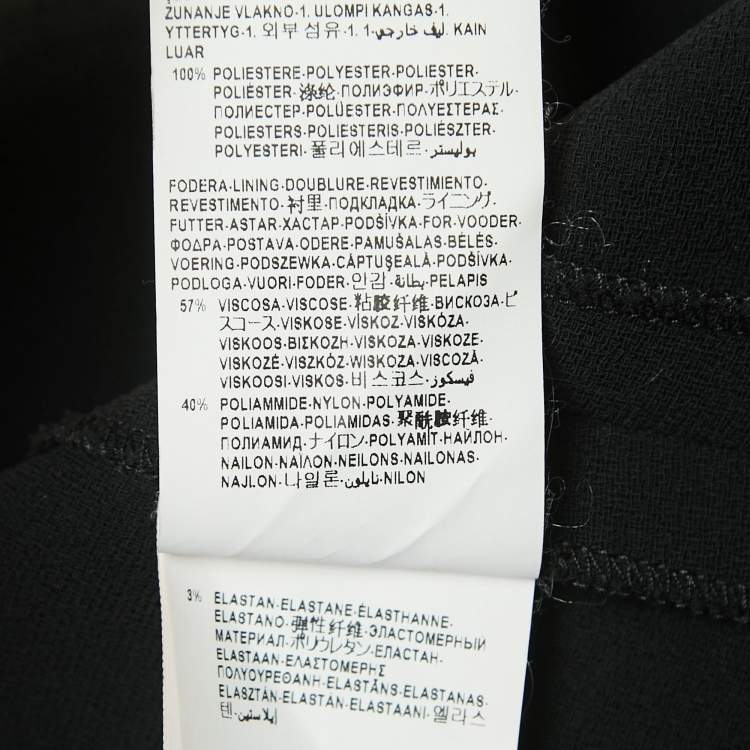 ZUNANJE VLAKNO-1. ULOMPI KANGAS-1.
YTTERTYG-1. 외부 섬유-1. ليف خارجي-1. KAIN
LUAR
100% POLIESTERE-POLYESTER-POLIESTER-
POLIÉSTER-涤纶-ПОЛИЭФИР-ポリエステル-
ПОЛИЕСТЕР-POLÜESTER-ΠΟΛΥΕΣΤΕΡΑΣ-
POLIESTERS-POLIESTERIS-POLIÉSZTER-
POLYESTERI-폴리에스테르-بوليستر
FODERA-LINING-DOUBLURE-REVESTIMIENTO-
REVESTIMENTO-衬里-ПОДКЛАДКА-ライニング-
FUTTER-ASTAR-ХАСТАР-PODŠÍVKA-FOR-VOODER-
ΦΟΔΡΑ-POSTAVA-ODERE-PAMUŠALAS-BÉLÉS-
VOERING-PODSZEWKA-CĂPTUŞEALĂ-PODŠÍVKA-
PODLOGA-VUORI-FODER-안감-بطانة-PELAPIS
57% VISCOSA-VISCOSE-粘胶纤维-ВИСКОЗА-ビ
スコース-VISKOSE-VİSKOZ-VISKÓZA-
VISKOOS-ΒΙΣΚΟΖΗ-VISKOZA-VISKOZE-
VISKOZĖ-VISZKÓZ-WISKOZA-VISCOZĂ-
VISKOOSI-VISKOS-비스코스-فيسكوز
40% POLIAMMIDE-NYLON-POLYAMIDE-
POLIAMIDA-POLIAMIDAS-聚酰胺纤维-
ПОЛИАМИД-ナイロン-POLYAMIT-НАЙЛОН-
NAILON-ΝΑΙΛΟΝ-NEILONS-NAILONAS-
NAJLON-나일론-نايلون-NILON
3% ELASTAN-ELASTANE-ÉLASTHANNE-
ELASTANO-弹性纤维-ЭЛАСТОМЕРНЫЙ
МАТЕРИАЛ-ポリウレタン-ЕЛАСТАН-
ELASTAAN-ΕΛΑΣΤΟΜΕΡΗΣ
ΠΟΛΥΟΥΡΕΘΑΝΗ-ELASTĀNS-ELASTANAS-
ELASZTÁN-ELASTAN-ELASTAANI-엘라스
텐-إيلاستين